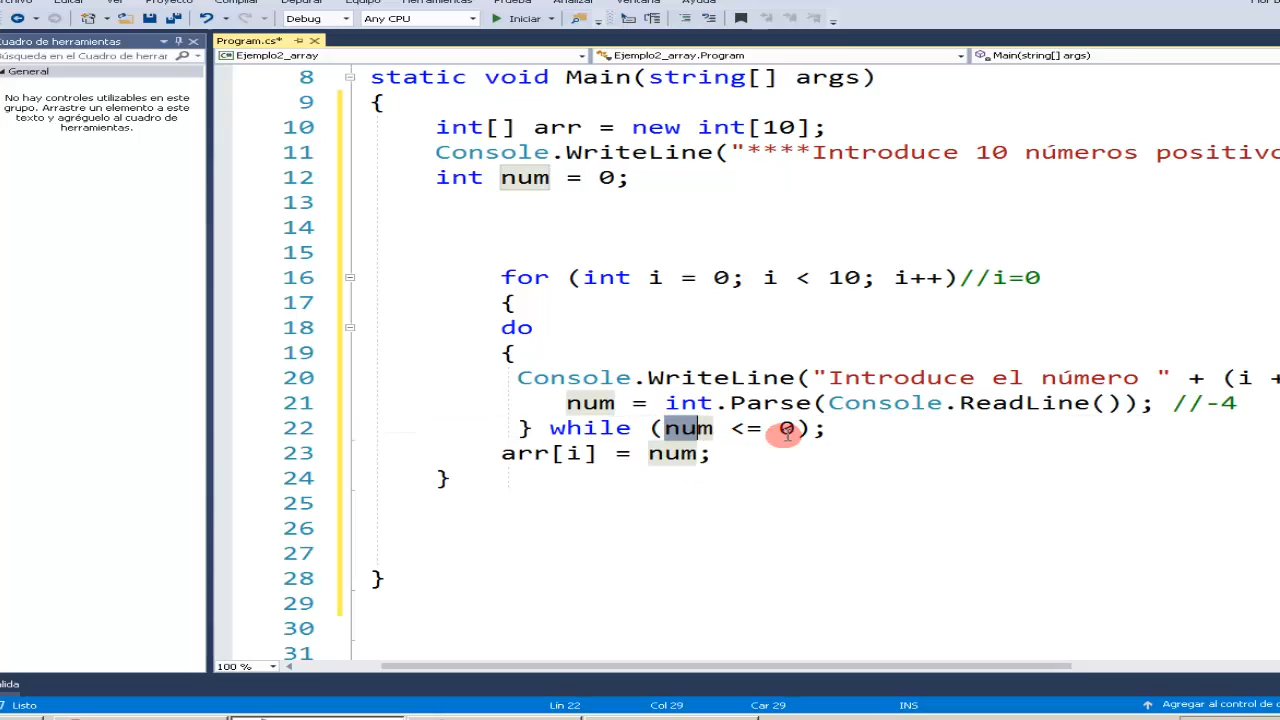 Debug
Any CPU
Iniciar
Cuadro de herramientas
Program.cs*
Búsqueda en el Cuadro de herrar
Ejemplo2_array
Ejemplo2_array.Program
Main(string[] args)
General
No hay controles utilizables en este
grupo. Arrastre un elemento a este
texto y agréguelo al cuadro de
herramientas.
8 static void Main(string[] args)
9 {
10 int[] arr = new int[10];
11 Console.WriteLine("****Introduce 10 números positivo
12 int num = 0;
13
14
15
16 for (int i = 0; i < 10; i++)//i=0
17 {
18 do
19 {
20 Console.WriteLine("Introduce el número " + (i +
21 num = int.Parse(Console.ReadLine()); //-4
22 } while (num <= 0);
23 arr[i] = num;
24 }
25
26
27
28 }
29
30
31
100 %
alida
Listo
Lin 22
Col 29
Car 29
INS
Agregar al control de c